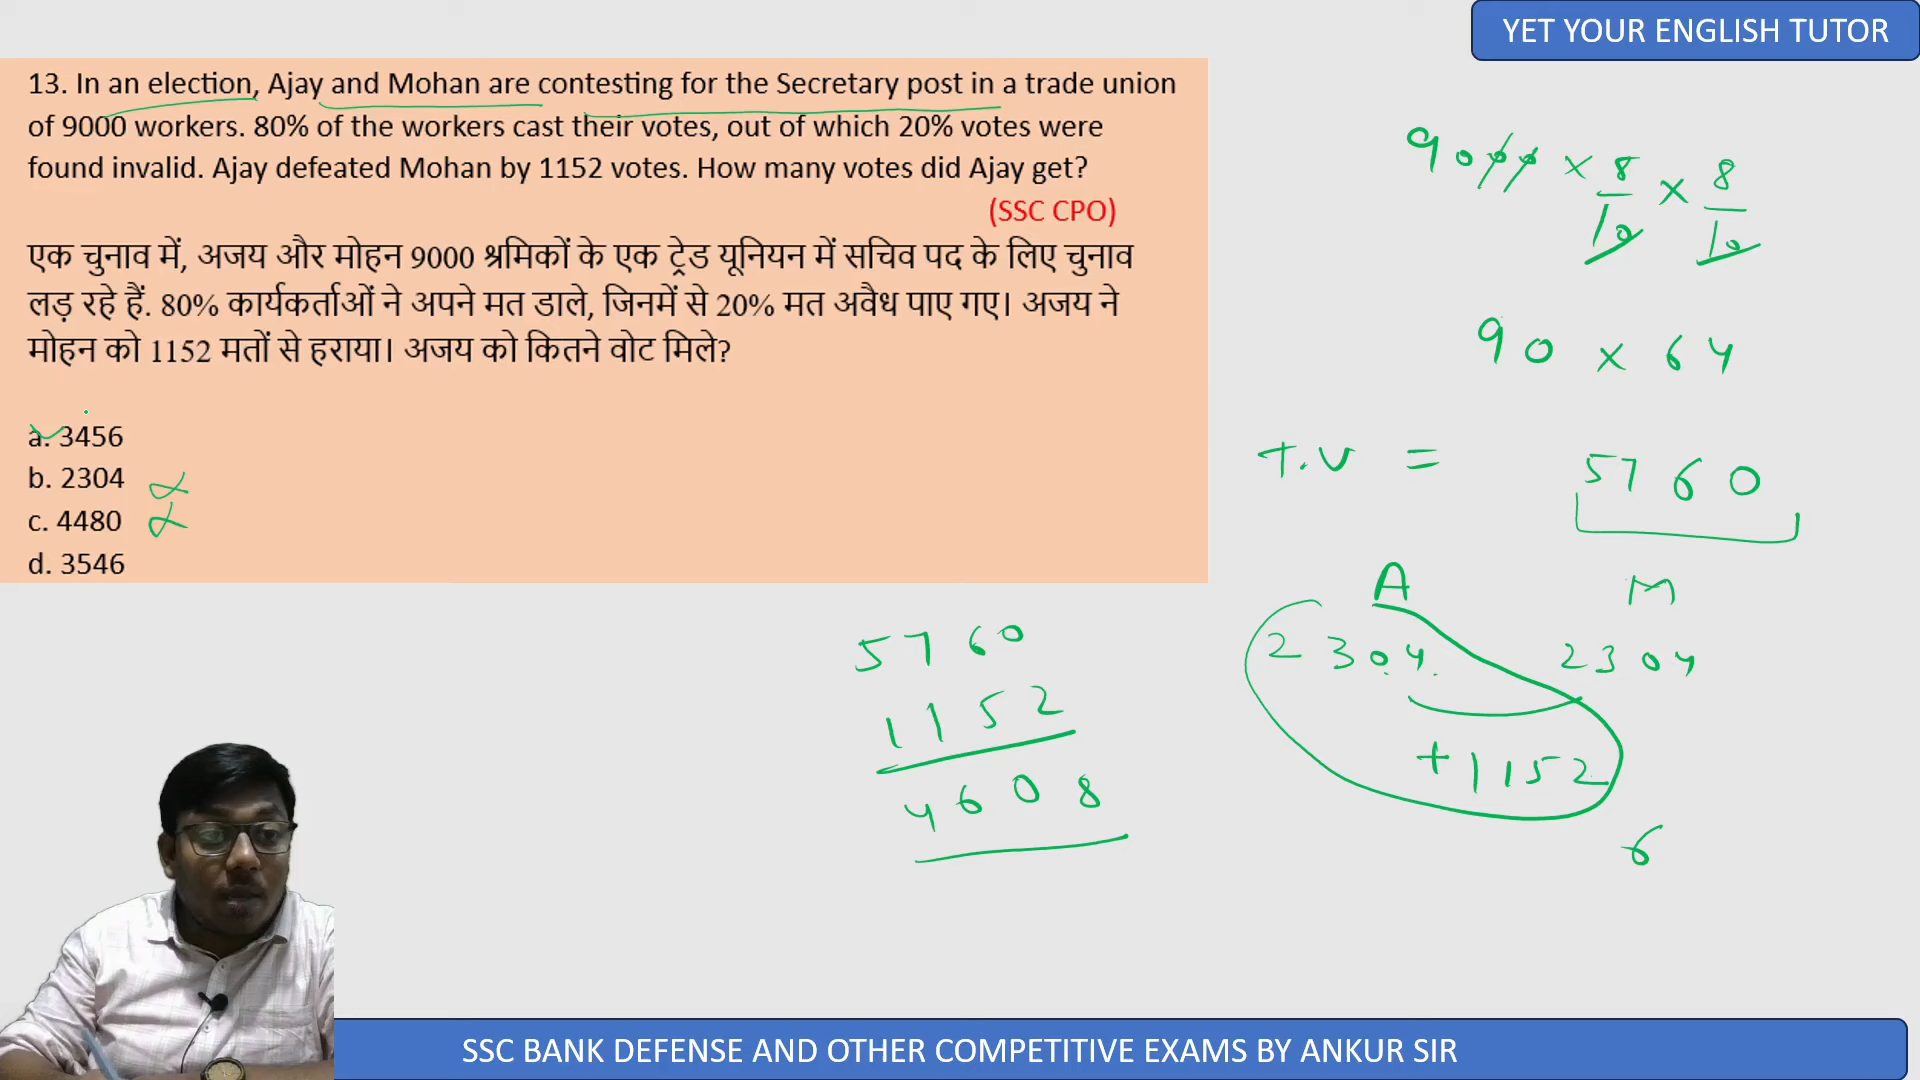 YET YOUR ENGLISH TUTOR
13. In an election, Ajay and Mohan are contesting for the Secretary post in a trade union
of 9000 workers. 80% of the workers cast their votes, out of which 20% votes were
found invalid. Ajay defeated Mohan by 1152 votes. How many votes did Ajay get?
(SSC CPO)
एक चुनाव में, अजय और मोहन 9000 श्रमिकों के एक ट्रेड यूनियन में सचिव पद के लिए चुनाव
लड़ रहे हैं. 80% कार्यकर्ताओं ने अपने मत डाले, जिनमें से 20% मत अवैध पाए गए। अजय ने
मोहन को 1152 मतों से हराया। अजय को कितने वोट मिले?
a. 3456
b. 2304
c. 4480
d. 3546
9000 × 8/10 × 8/10
90 × 64
T.V = 5760
A M
2304 2304
+1152
6
5760
1152
4608
SSC BANK DEFENSE AND OTHER COMPETITIVE EXAMS BY ANKUR SIR